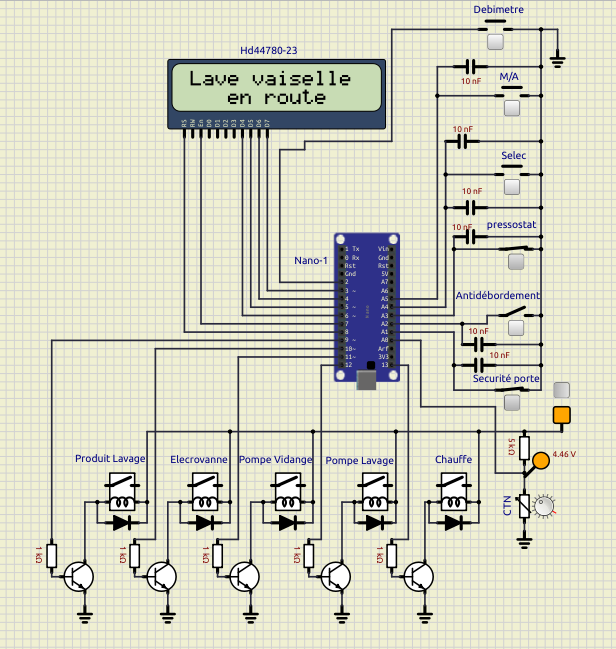 Debimetre
Hd44780-23
Lave vaiselle
en route
RS RW En D0 D1 D2 D3 D4 D5 D6 D7
10 nF
M/A
10 nF
Selec
10 nF
10 nF
pressostat
Nano-1
1 Tx Vin
0 Rx Gnd
Rst Rst
Gnd 5V
2 A7
3 ~ A6
4 A5
5 ~ A4
6 ~ A3
7 A2
8 A1
9 ~ A0
10~ Arf
11~ 3V3
12 13
Antidébordement
10 nF
10 nF
Securité porte
5 kΩ
4.46 V
CTN
Produit Lavage
Elecrovanne
Pompe Vidange
Pompe Lavage
Chauffe
1 kΩ
1 kΩ
1 kΩ
1 kΩ
1 kΩ